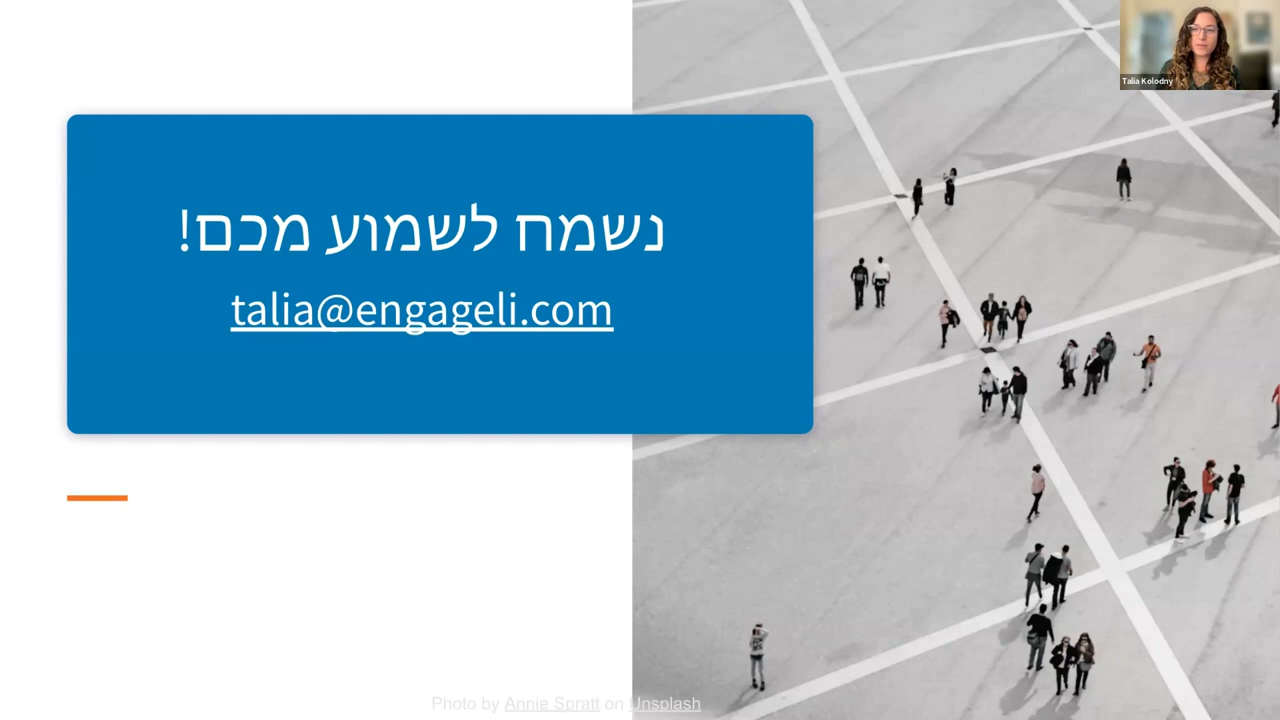 Talia Kolodny
נשמח לשמוע מכם!
talia@engageli.com
Photo by Annie Spratt on Unsplash